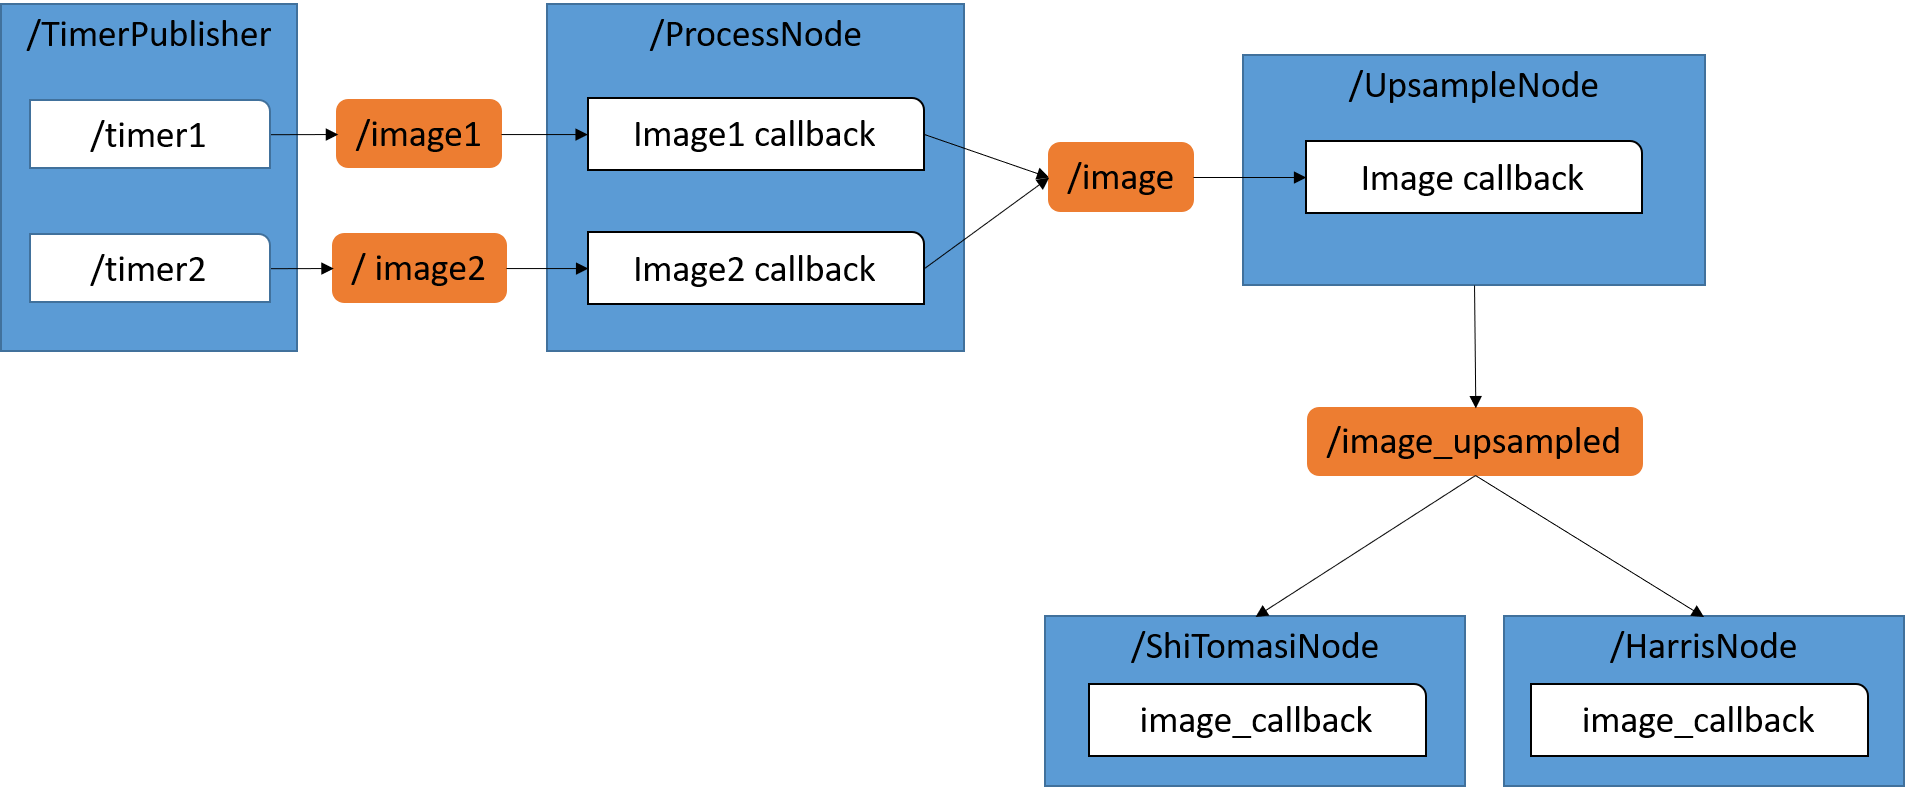 /TimerPublisher
/timer1
/timer2
/image1
/ image2
/ProcessNode
Image1 callback
Image2 callback
/image
/UpsampleNode
Image callback
/image_upsampled
/ShiTomasiNode
image_callback
/HarrisNode
image_callback